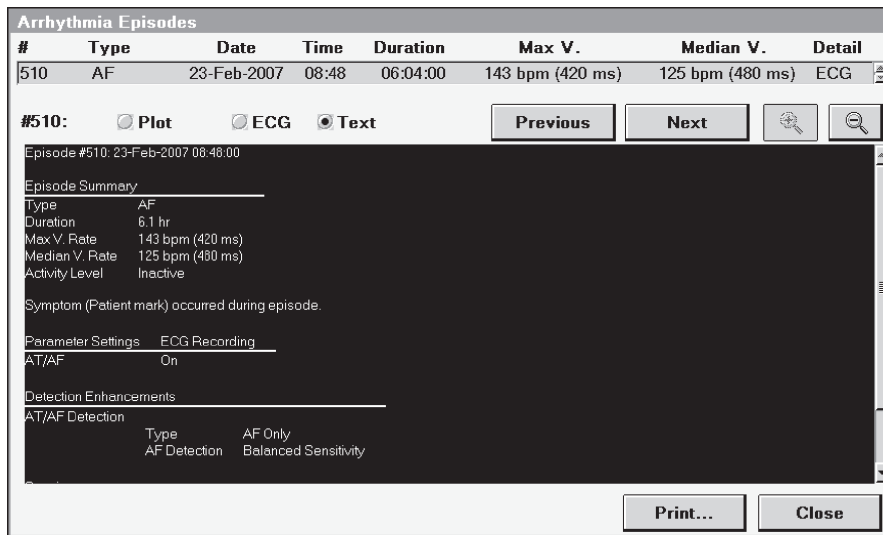 Arrhythmia Episodes
# Type Date Time Duration Max V. Median V. Detail
510 AF 23-Feb-2007 08:48 06:04:00 143 bpm (420 ms) 125 bpm (480 ms) ECG
#510: Plot ECG Text Previous Next
Episode #510: 23-Feb-2007 08:48:00
Episode Summary
Type AF
Duration 6.1 hr
Max V. Rate 143 bpm (420 ms)
Median V. Rate 125 bpm (480 ms)
Activity Level Inactive
Symptom (Patient mark) occurred during episode.
Parameter Settings ECG Recording
AT/AF On
Detection Enhancements
AT/AF Detection
Type AF Only
AF Detection Balanced Sensitivity
Print... Close